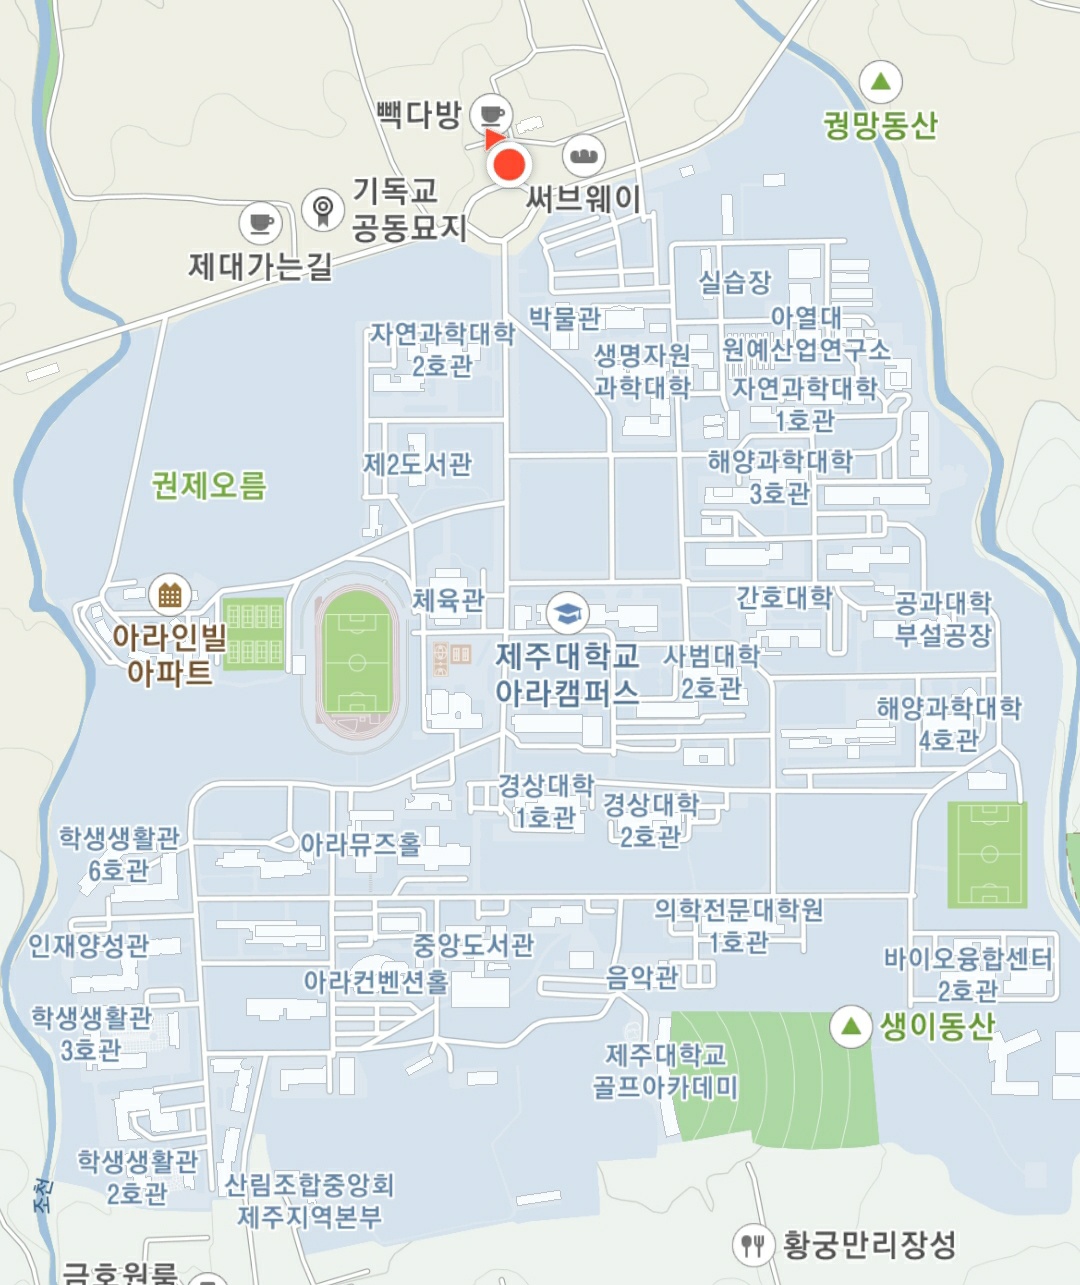 빽다방
궝망동산
써브웨이
기독교
공동묘지
제대가는길
실습장
박물관
자연과학대학
2호관
아열대
원예산업연구소
생명자원
과학대학
자연과학대학
1호관
제2도서관
해양과학대학
3호관
권제오름
체육관
간호대학
공과대학
부설공장
아라인빌
아파트
제주대학교
아라캠퍼스
사범대학
2호관
해양과학대학
4호관
경상대학
1호관
경상대학
2호관
학생생활관
6호관
아라뮤즈홀
의학전문대학원
1호관
인재양성관
중앙도서관
아라컨벤션홀
음악관
바이오융합센터
2호관
학생생활관
3호관
생이동산
제주대학교
골프아카데미
학생생활관
2호관
조천
산림조합중앙회
제주지역본부
황궁만리장성
금호원룸